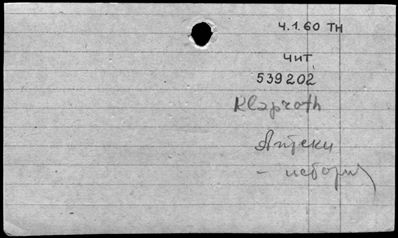 Ч.1.60 ТН
ЧИТ.
539202
Klaproth
Аптеки
- история